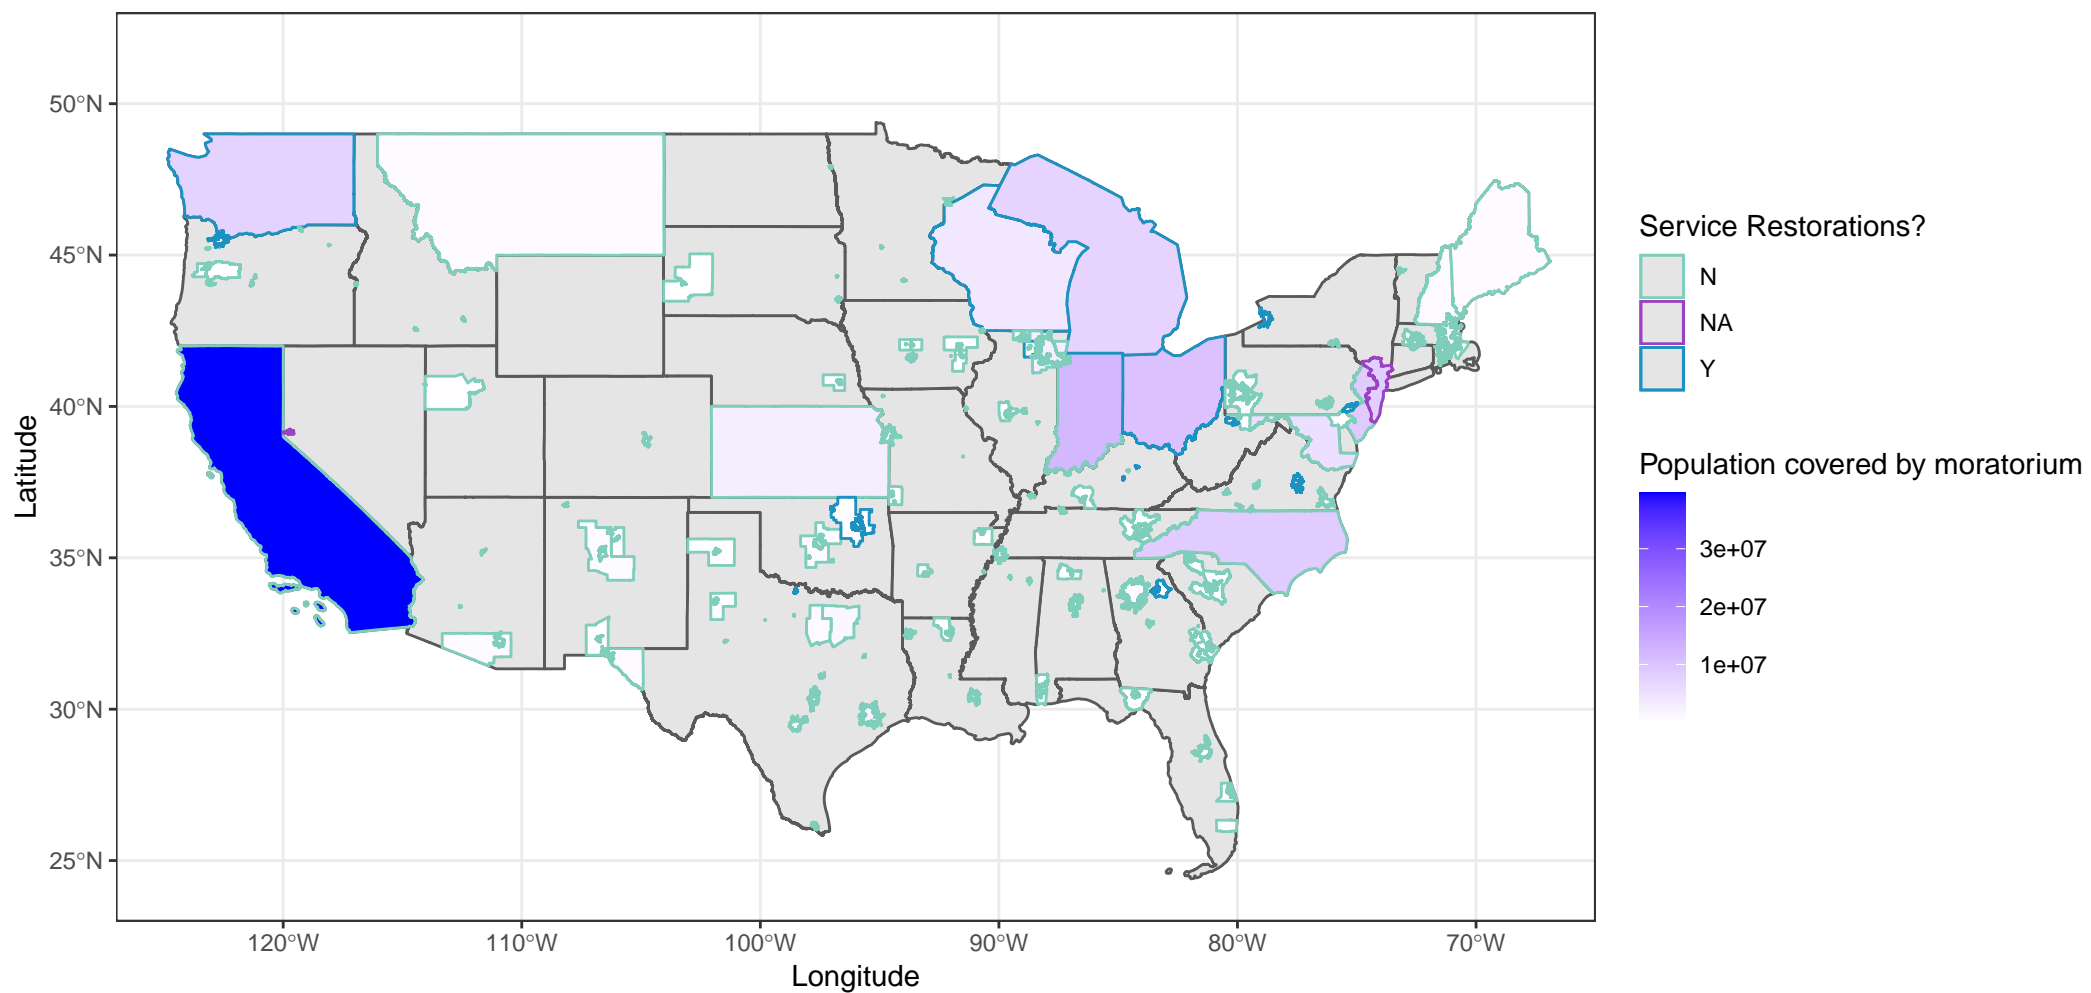 50°N
45°N
40°N
35°N
30°N
25°N
120°W
110°W
100°W
90°W
80°W
70°W
Longitude
Latitude
Service Restorations?
N
NA
Y
Population covered by moratorium
3e+07
2e+07
1e+07